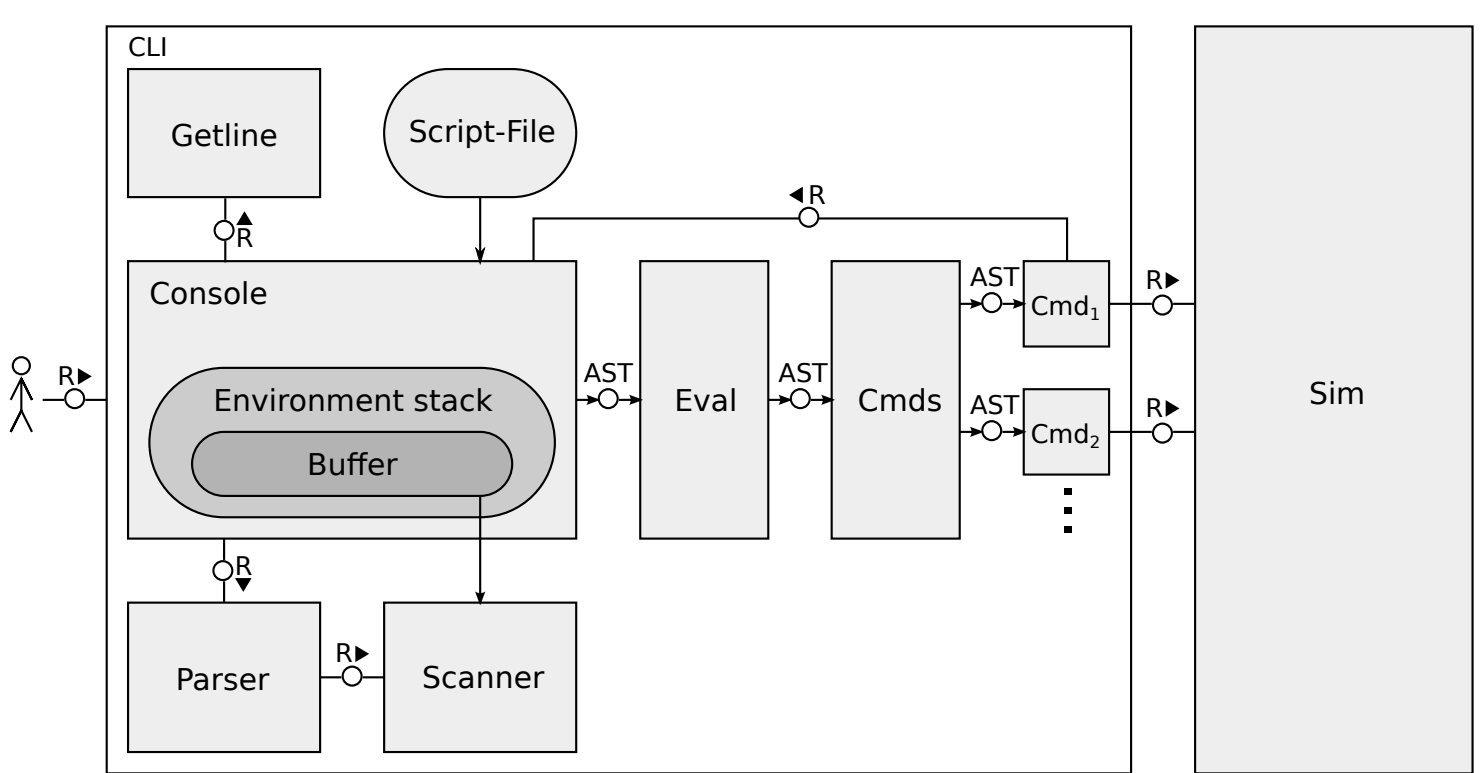 CLI
Getline
Script-File
◀ R
R ▲
Console
AST
Cmd₁
R▶
R▶
Environment stack
AST
Eval
AST
Cmds
AST
Cmd₂
R▶
Sim
Buffer
R ▼
Parser
R▶
Scanner